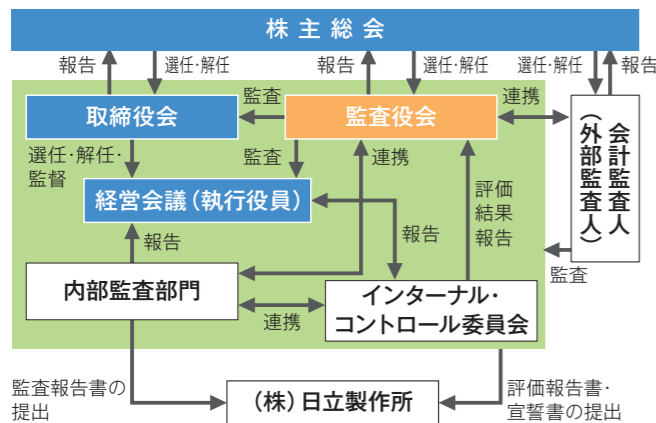 株主総会
報告
選任・解任
報告
選任・解任
選任・解任
報告
取締役会
監査
監査役会
連携
会計監査人
（外部監査人）
選任・解任・
監督
監査
連携
経営会議（執行役員）
評価
結果
報告
報告
報告
監査
内部監査部門
連携
インターナル・
コントロール委員会
監査報告書の
提出
（株）日立製作所
評価報告書・
宣誓書の提出